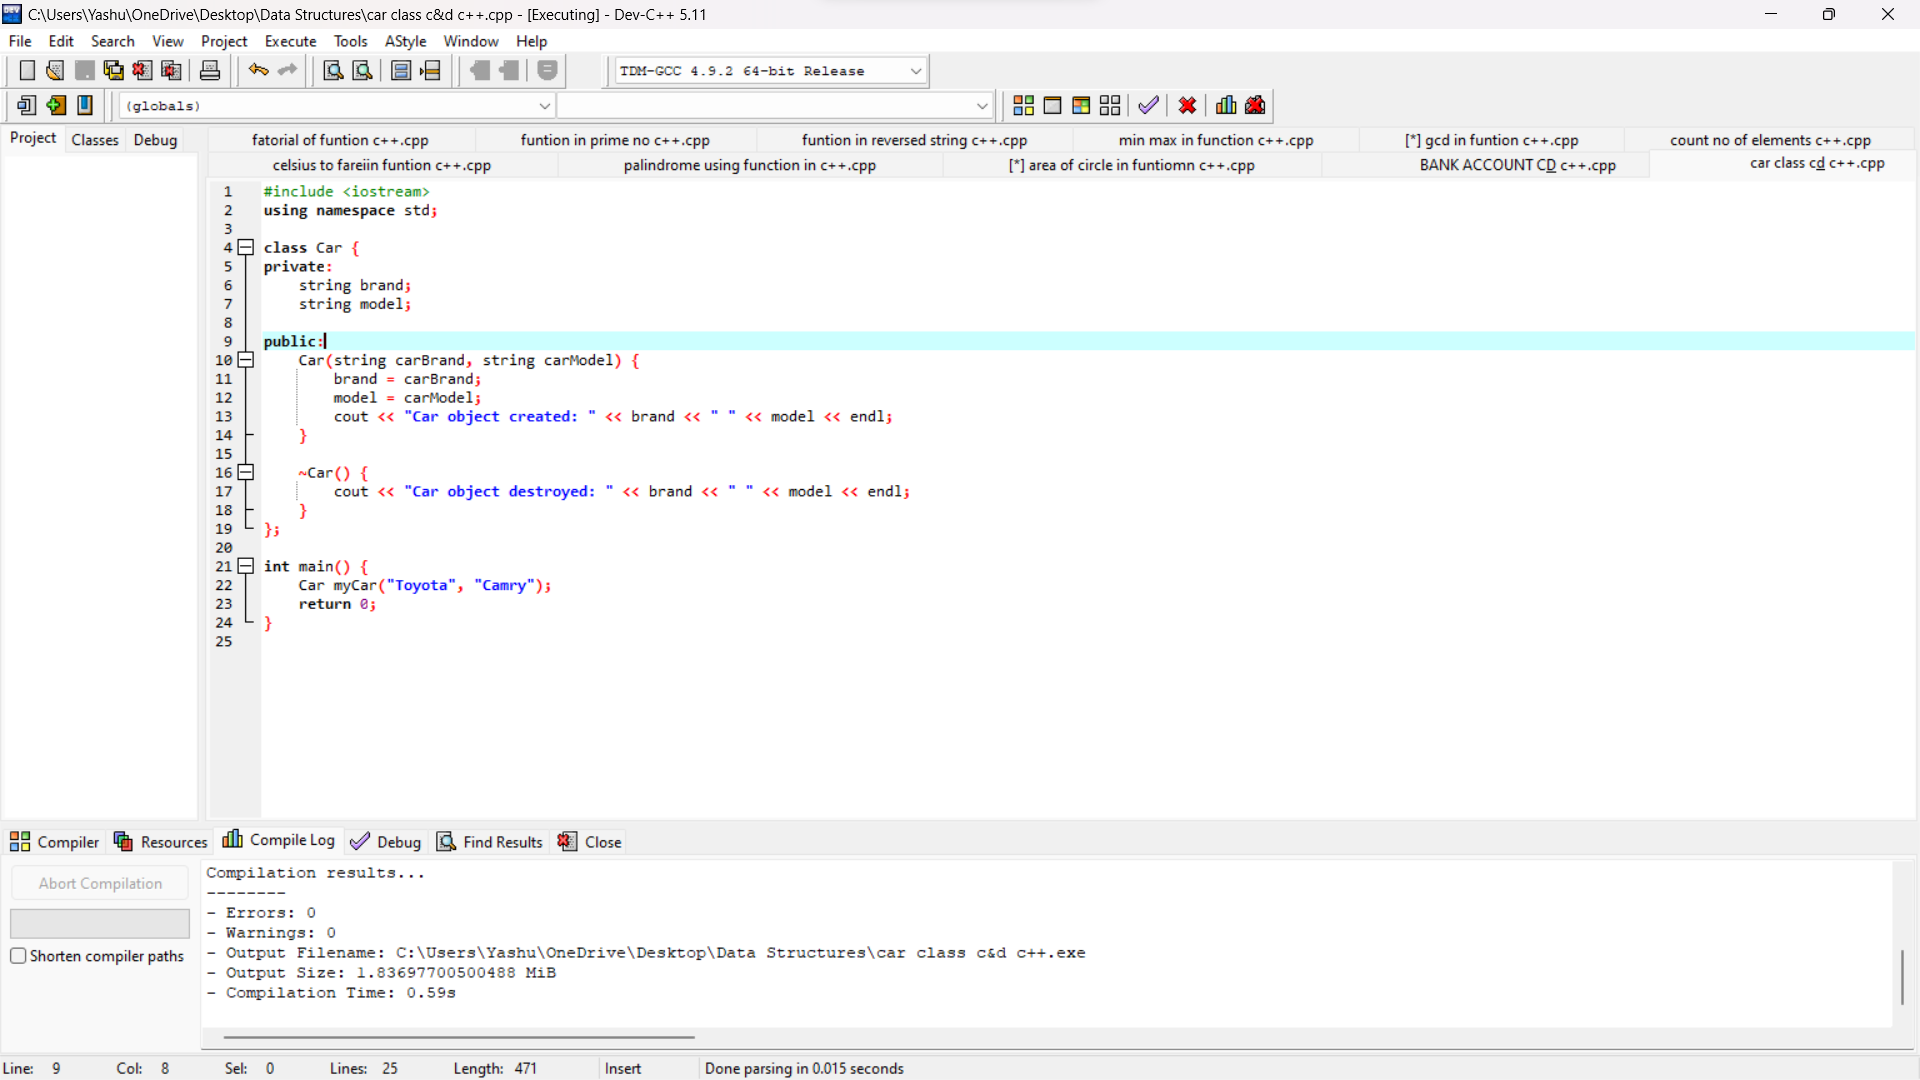 C:\Users\Yashu\OneDrive\Desktop\Data Structures\car class c&d c++.cpp - [Executing] - Dev-C++ 5.11
File Edit Search View Project Execute Tools AStyle Window Help
TDM-GCC 4.9.2 64-bit Release
(globals)
Project Classes Debug
fatorial of funtion c++.cpp funtion in prime no c++.cpp funtion in reversed string c++.cpp min max in function c++.cpp [*] gcd in funtion c++.cpp count no of elements c++.cpp
celsius to fareiin funtion c++.cpp palindrome using function in c++.cpp [*] area of circle in funtiomn c++.cpp BANK ACCOUNT CD c++.cpp car class cd c++.cpp
1 #include <iostream>
2 using namespace std;
3
4 class Car {
5 private:
6 string brand;
7 string model;
8
9 public:
10 Car(string carBrand, string carModel) {
11 brand = carBrand;
12 model = carModel;
13 cout << "Car object created: " << brand << " " << model << endl;
14 }
15
16 ~Car() {
17 cout << "Car object destroyed: " << brand << " " << model << endl;
18 }
19 };
20
21 int main() {
22 Car myCar("Toyota", "Camry");
23 return 0;
24 }
25
Compiler Resources Compile Log Debug Find Results Close
Abort Compilation
Shorten compiler paths
Compilation results...
--------
- Errors: 0
- Warnings: 0
- Output Filename: C:\Users\Yashu\OneDrive\Desktop\Data Structures\car class c&d c++.exe
- Output Size: 1.83697700500488 MiB
- Compilation Time: 0.59s
Line: 9 Col: 8 Sel: 0 Lines: 25 Length: 471 Insert Done parsing in 0.015 seconds